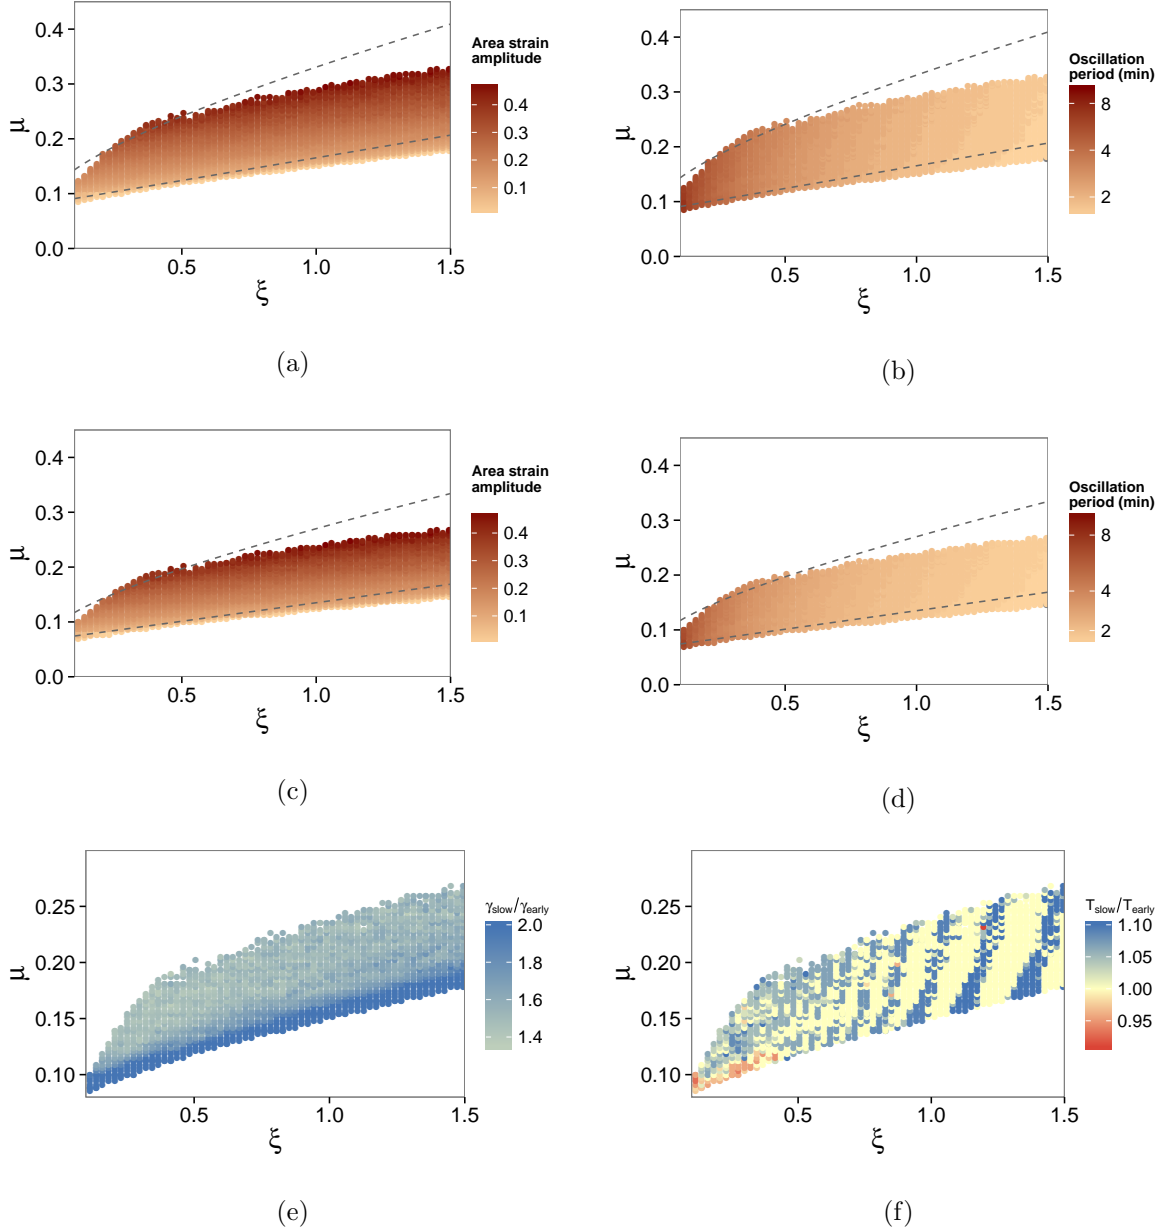 0.4
0.3
0.2
0.1
0.0
μ
0.5
1.0
1.5
ξ
Area strain
amplitude
0.4
0.3
0.2
0.1
(a)
0.4
0.3
0.2
0.1
0.0
μ
0.5
1.0
1.5
ξ
Oscillation
period (min)
8
4
2
(b)
0.4
0.3
0.2
0.1
0.0
μ
0.5
1.0
1.5
ξ
Area strain
amplitude
0.4
0.3
0.2
0.1
(c)
0.4
0.3
0.2
0.1
0.0
μ
0.5
1.0
1.5
ξ
Oscillation
period (min)
8
4
2
(d)
0.25
0.20
0.15
0.10
μ
0.5
1.0
1.5
ξ
γslow/γearly
2.0
1.8
1.6
1.4
(e)
0.25
0.20
0.15
0.10
μ
0.5
1.0
1.5
ξ
Tslow/Tearly
1.10
1.05
1.00
0.95
(f)